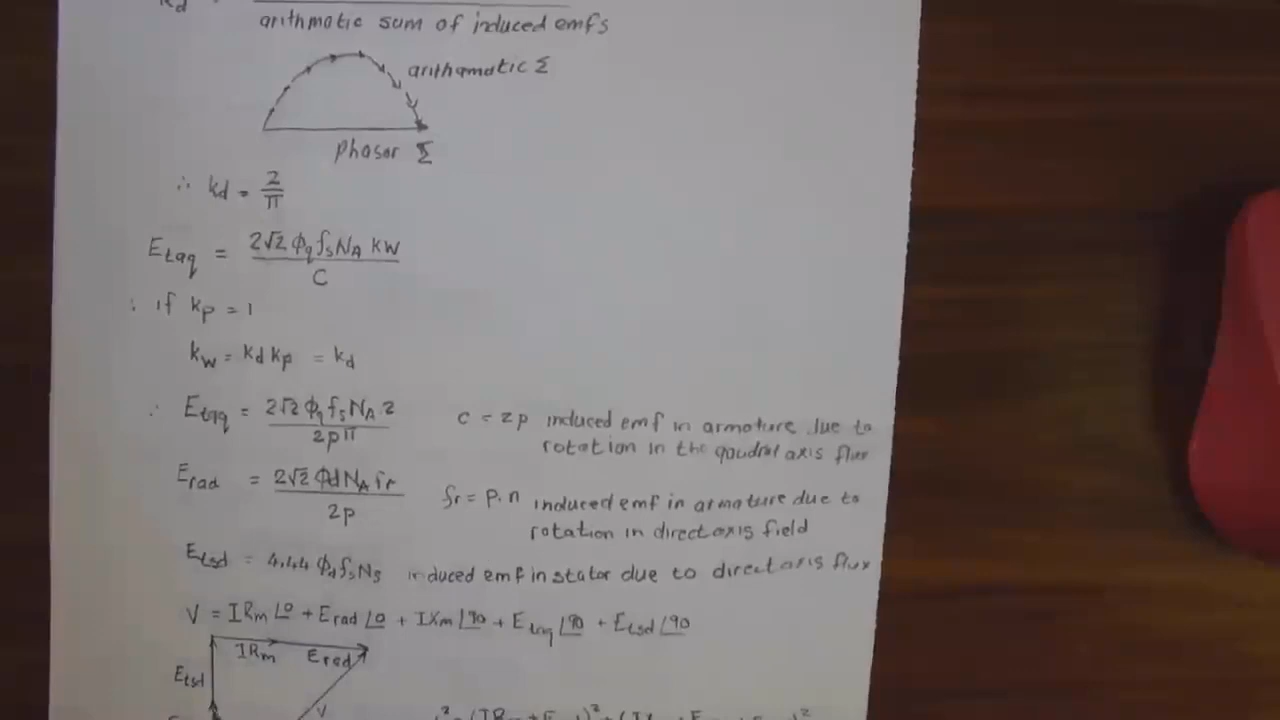 arithmatic sum of induced emfs
arithamatic Σ
phasor Σ
∴ kd = 2/π
Etaq = 2√2 ϕq fs NA kw / C
∴ if kp = 1
kw = kd kp = kd
∴ Etaq = 2√2 ϕq fs NA 2 / 2pπ c = 2p induced emf in armature due to
rotation in the qaudrat axis flux
Erad = 2√2 ϕd NA fr / 2p fr = p.n induced emf in armature due to
rotation in direct axis field
Etsd = 4.44 ϕd fs Ns induced emf in stator due to direct axis flux
V = IRm∠0 + Erad∠0 + IXm∠90 + Etaq∠90 + Etsd∠90
IRm Erad
Etsd
V